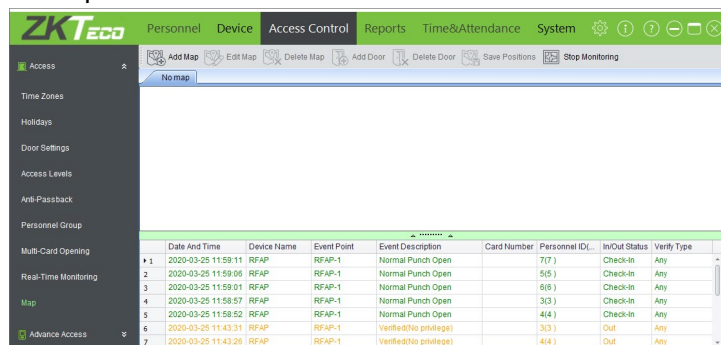 ZKTeco Personnel Device Access Control Reports Time&Attendance System
Access
Add Map Edit Map Delete Map Add Door Delete Door Save Positions Stop Monitoring
No map
Time Zones
Holidays
Door Settings
Access Levels
Anti-Passback
Personnel Group
Multi-Card Opening
Real-Time Monitoring
Map
Advance Access
Date And Time Device Name Event Point Event Description Card Number Personnel ID(... In/Out Status Verify Type
1 2020-03-25 11:59:11 RFAP RFAP-1 Normal Punch Open 7(7 ) Check-In Any
2 2020-03-25 11:59:06 RFAP RFAP-1 Normal Punch Open 5(5 ) Check-In Any
3 2020-03-25 11:59:01 RFAP RFAP-1 Normal Punch Open 6(6 ) Check-In Any
4 2020-03-25 11:58:57 RFAP RFAP-1 Normal Punch Open 3(3 ) Check-In Any
5 2020-03-25 11:58:52 RFAP RFAP-1 Normal Punch Open 4(4 ) Check-In Any
6 2020-03-25 11:43:31 RFAP RFAP-1 Verified(No privilege) 3(3 ) Out Any
7 2020-03-25 11:43:26 RFAP RFAP-1 Verified(No privilege) 4(4 ) Out Any